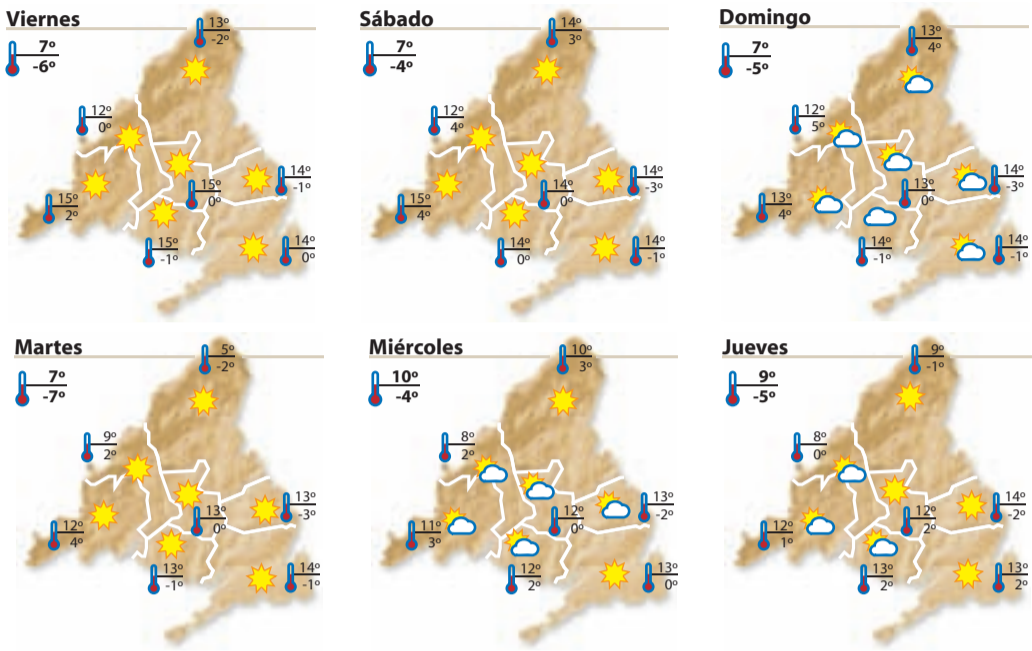 Viernes
7º
-6º
13º
-2º
12º
0º
14º
-1º
15º
0º
15º
2º
15º
-1º
14º
0º
Sábado
7º
-4º
14º
3º
12º
4º
14º
-3º
14º
0º
15º
4º
14º
0º
14º
-1º
Domingo
7º
-5º
13º
4º
12º
5º
14º
-3º
13º
0º
13º
4º
14º
-1º
14º
-1º
Martes
7º
-7º
5º
-2º
9º
2º
13º
-3º
13º
0º
12º
4º
13º
-1º
14º
-1º
Miércoles
10º
-4º
10º
3º
8º
2º
13º
-2º
12º
0º
11º
3º
12º
2º
13º
0º
Jueves
9º
-5º
9º
-1º
8º
0º
14º
-2º
12º
2º
12º
1º
13º
2º
13º
2º